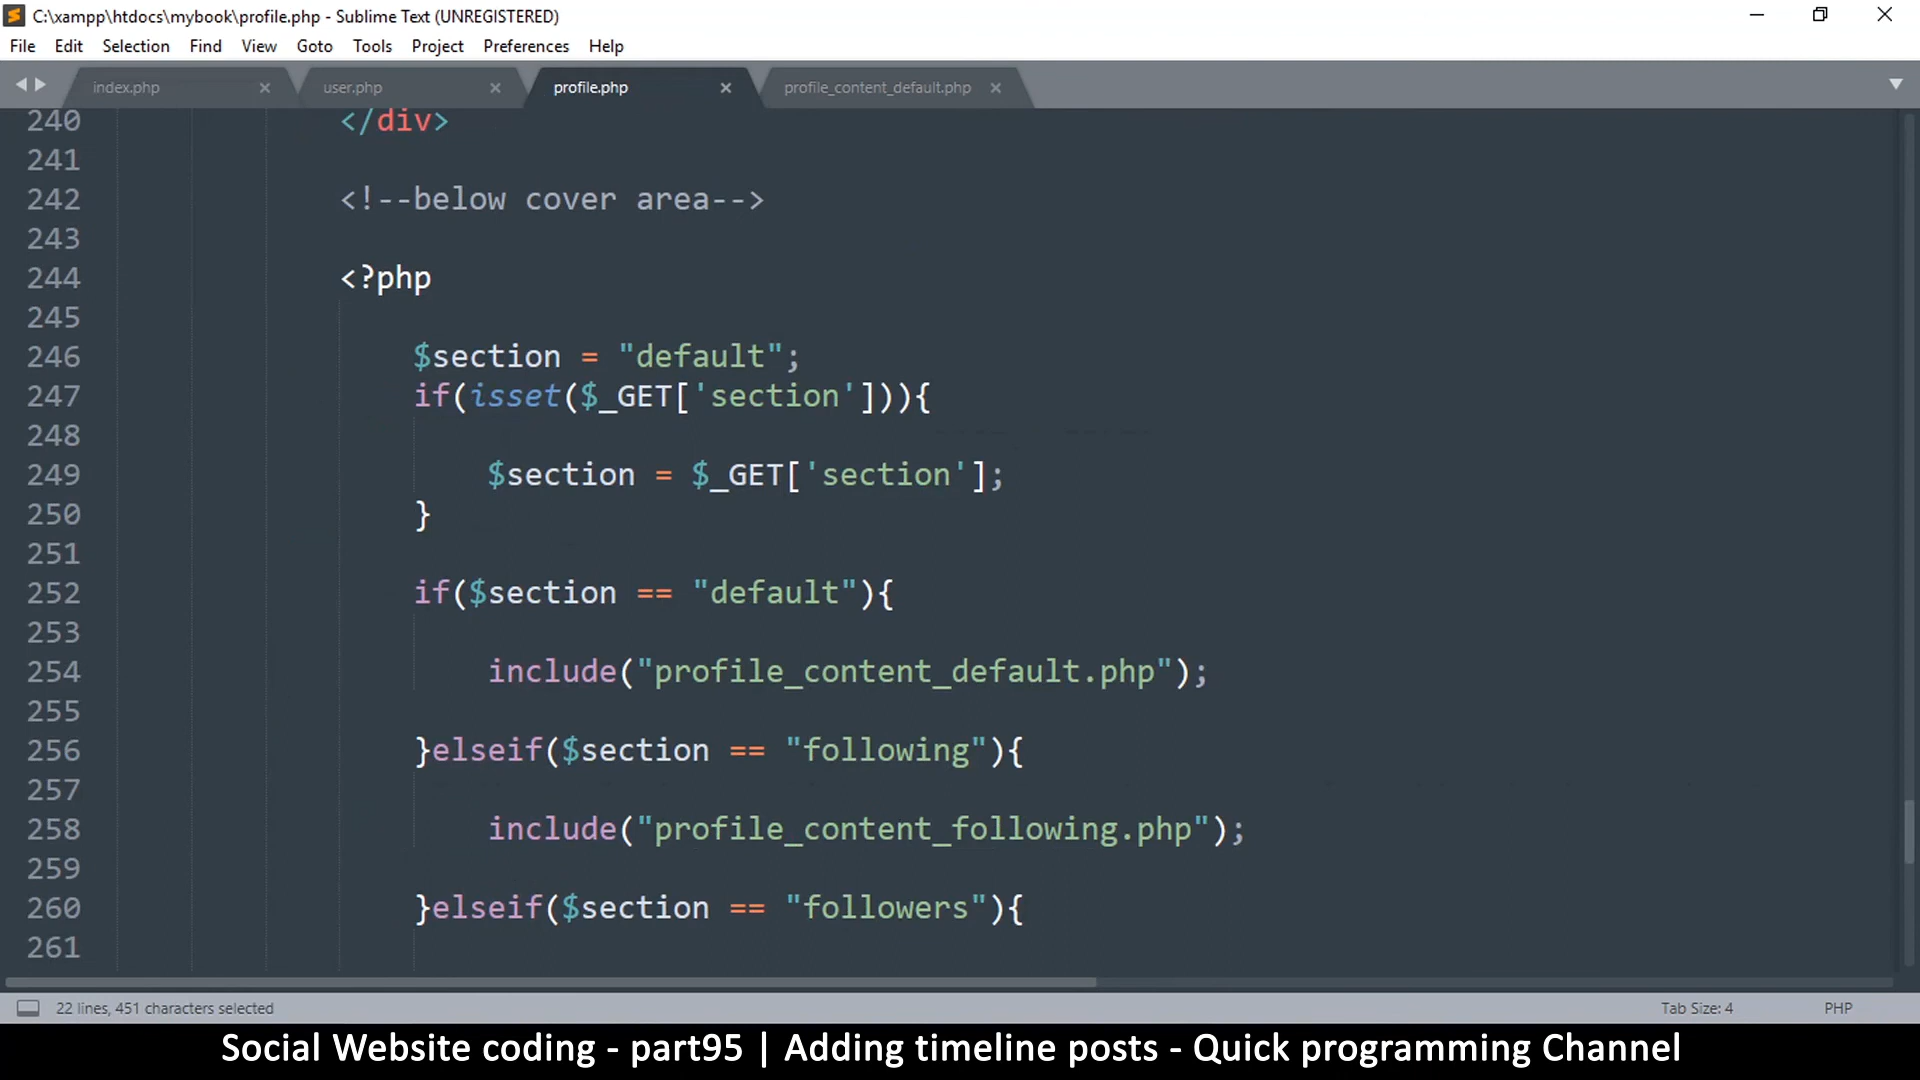 C:\xampp\htdocs\mybook\profile.php - Sublime Text (UNREGISTERED)
File Edit Selection Find View Goto Tools Project Preferences Help
index.php user.php profile.php profile_content_default.php
240 </div>
241
242 <!--below cover area-->
243
244 <?php
245
246 $section = "default";
247 if(isset($_GET['section'])){
248
249 $section = $_GET['section'];
250 }
251
252 if($section == "default"){
253
254 include("profile_content_default.php");
255
256 }elseif($section == "following"){
257
258 include("profile_content_following.php");
259
260 }elseif($section == "followers"){
261
22 lines, 451 characters selected Tab Size: 4 PHP
Social Website coding - part95 | Adding timeline posts - Quick programming Channel